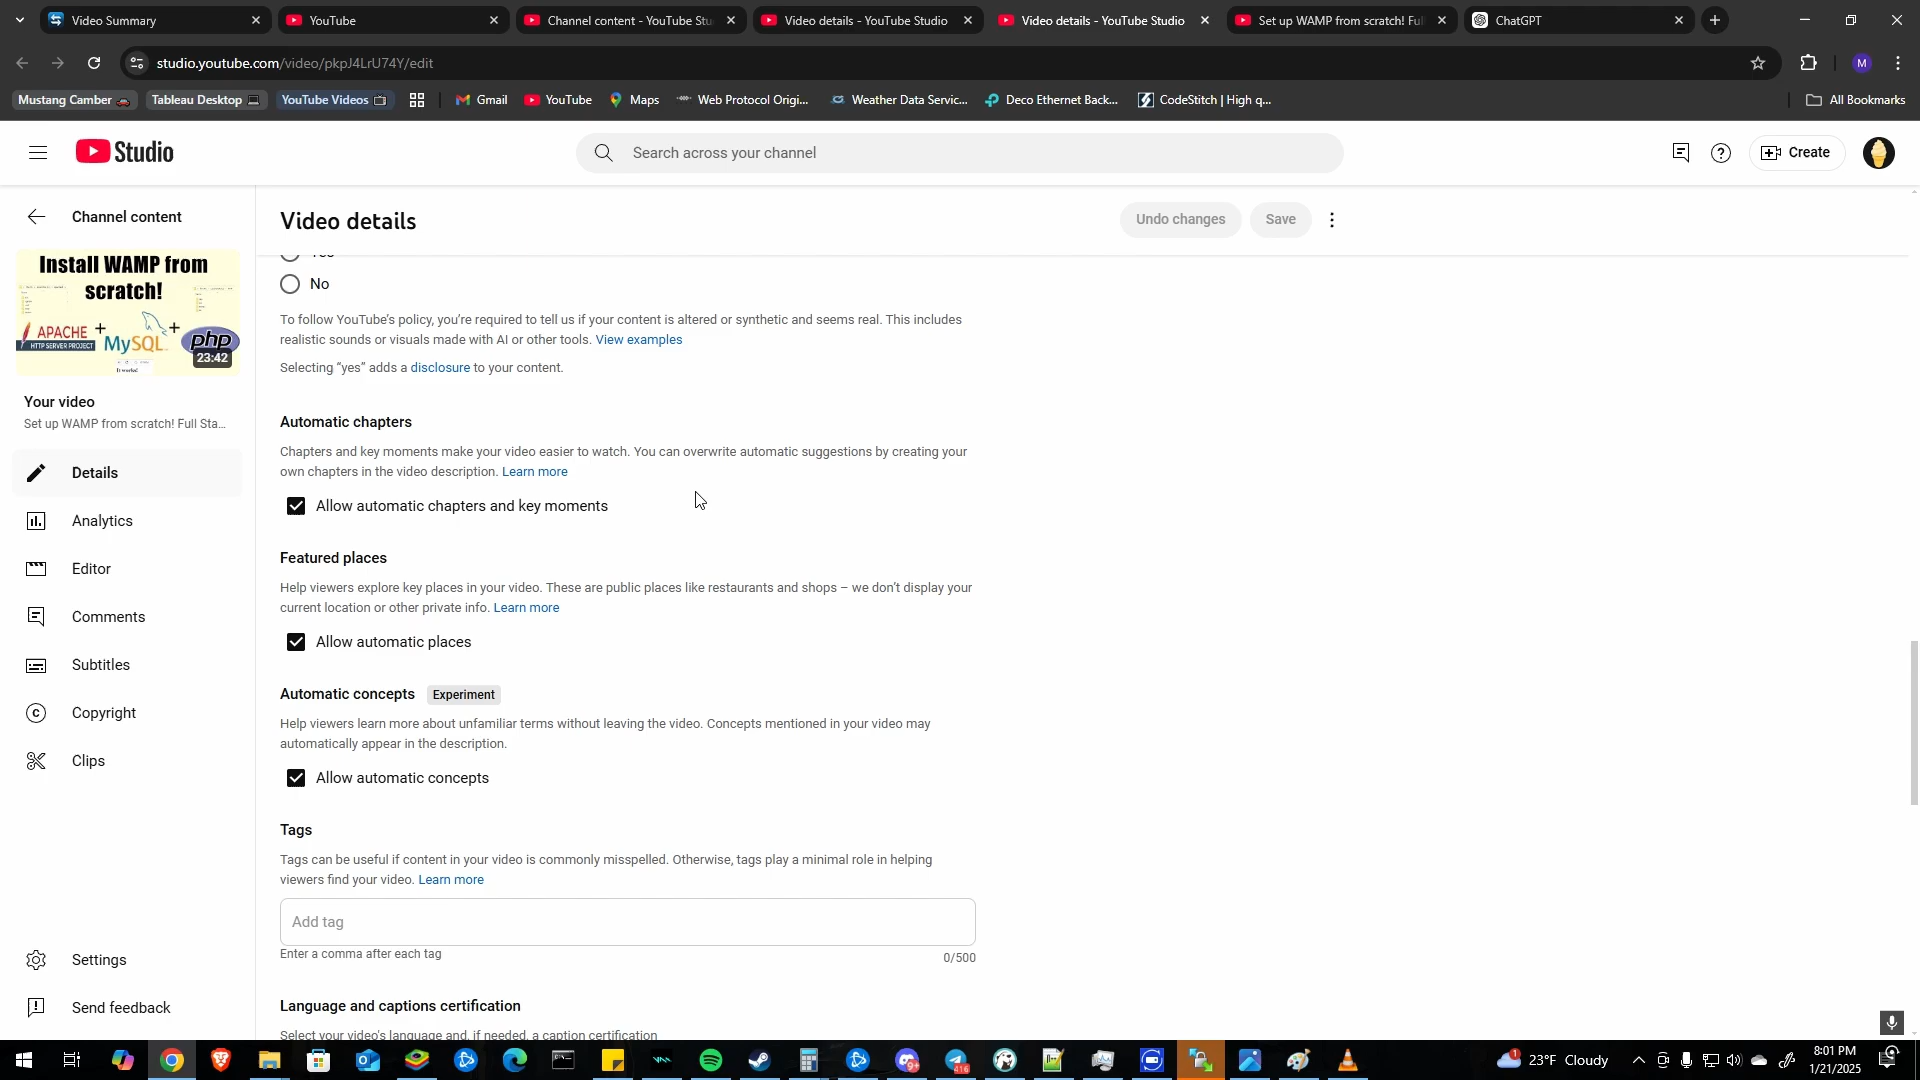 Video Summary
YouTube
Channel content - YouTube Stu
Video details - YouTube Studio
Video details - YouTube Studio
Set up WAMP from scratch! Full
ChatGPT
studio.youtube.com/video/pkpJ4LrU74Y/edit
M
Mustang Camber
Tableau Desktop
YouTube Videos
Gmail
YouTube
Maps
Web Protocol Origi...
Weather Data Servic...
Deco Ethernet Back...
CodeStitch | High q...
All Bookmarks
Studio
Search across your channel
Create
Channel content
Video details
Undo changes
Save
Install WAMP from
scratch!
APACHE
HTTP SERVER PROJECT
+
MySQL
+
php
It worked!
23:42
Your video
Set up WAMP from scratch! Full Sta...
Details
Analytics
Editor
Comments
Subtitles
Copyright
Clips
Settings
Send feedback
Yes
No
To follow YouTube's policy, you're required to tell us if your content is altered or synthetic and seems real. This includes
realistic sounds or visuals made with AI or other tools. View examples
Selecting “yes” adds a disclosure to your content.
Automatic chapters
Chapters and key moments make your video easier to watch. You can overwrite automatic suggestions by creating your
own chapters in the video description. Learn more
Allow automatic chapters and key moments
Featured places
Help viewers explore key places in your video. These are public places like restaurants and shops – we don't display your
current location or other private info. Learn more
Allow automatic places
Automatic concepts Experiment
Help viewers learn more about unfamiliar terms without leaving the video. Concepts mentioned in your video may
automatically appear in the description.
Allow automatic concepts
Tags
Tags can be useful if content in your video is commonly misspelled. Otherwise, tags play a minimal role in helping
viewers find your video. Learn more
Add tag
Enter a comma after each tag
0/500
Language and captions certification
Select your video's language and, if needed, a caption certification
23°F Cloudy
8:01 PM
1/21/2025